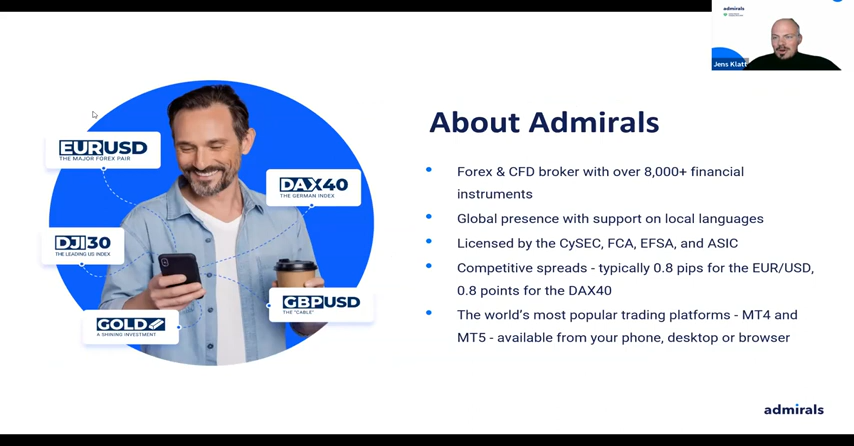 admirals
Jens Klatt
About Admirals
EURUSD
THE MAJOR FOREX PAIR
DAX40
THE GERMAN INDEX
DJI30
THE LEADING US INDEX
GBPUSD
THE "CABLE"
GOLD
A SHINING INVESTMENT
Forex & CFD broker with over 8,000+ financial
instruments
Global presence with support on local languages
Licensed by the CySEC, FCA, EFSA, and ASIC
Competitive spreads - typically 0.8 pips for the EUR/USD,
0.8 points for the DAX40
The world's most popular trading platforms - MT4 and
MT5 - available from your phone, desktop or browser
admirals